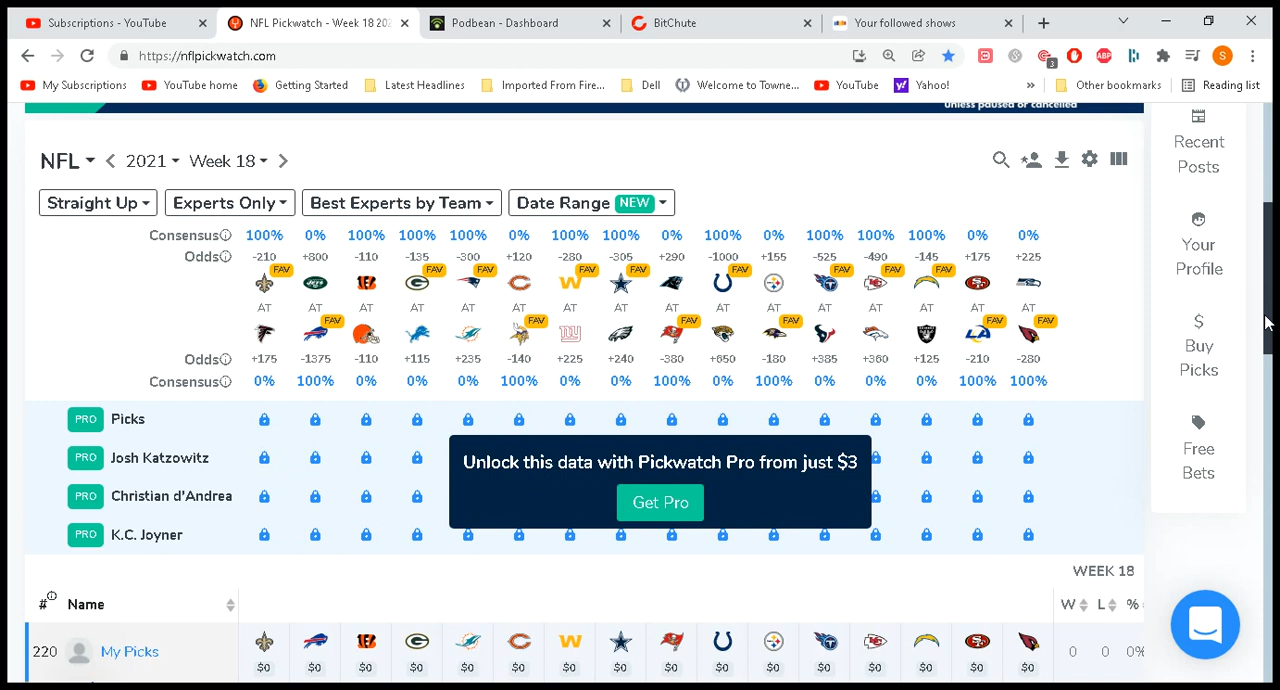 Subscriptions - YouTube
NFL Pickwatch - Week 18 202
Podbean - Dashboard
BitChute
Your followed shows
https://nflpickwatch.com
3
ABP
S
My Subscriptions
YouTube home
Getting Started
Latest Headlines
Imported From Fire...
Dell
Welcome to Towne...
YouTube
Yahoo!
»
Other bookmarks
Reading list
Unless paused or cancelled
NFL
2021
Week 18
Straight Up
Experts Only
Best Experts by Team
Date Range NEW
Consensus 100% 0% 100% 100% 100% 0% 100% 100% 0% 100% 0% 100% 100% 100% 0% 0%
Odds -210 +800 -110 -135 -300 +120 -280 -305 +290 -1000 +155 -525 -490 -145 +175 +225
FAV FAV FAV FAV FAV FAV FAV FAV FAV
AT AT AT AT AT AT AT AT AT AT AT AT AT AT AT AT
FAV FAV FAV FAV FAV FAV
Odds +175 -1375 -110 +115 +235 -140 +225 +240 -380 +650 -180 +385 +360 +125 -210 -280
Consensus 0% 100% 0% 0% 0% 100% 0% 0% 100% 0% 100% 0% 0% 0% 100% 100%
PRO Picks
PRO Josh Katzowitz
PRO Christian d'Andrea
PRO K.C. Joyner
Unlock this data with Pickwatch Pro from just $3
Get Pro
WEEK 18
# Name W L %
220 My Picks 0 0 0%
$0 $0 $0 $0 $0 $0 $0 $0 $0 $0 $0 $0 $0 $0 $0 $0
Recent
Posts
Your
Profile
$
Buy
Picks
Free
Bets